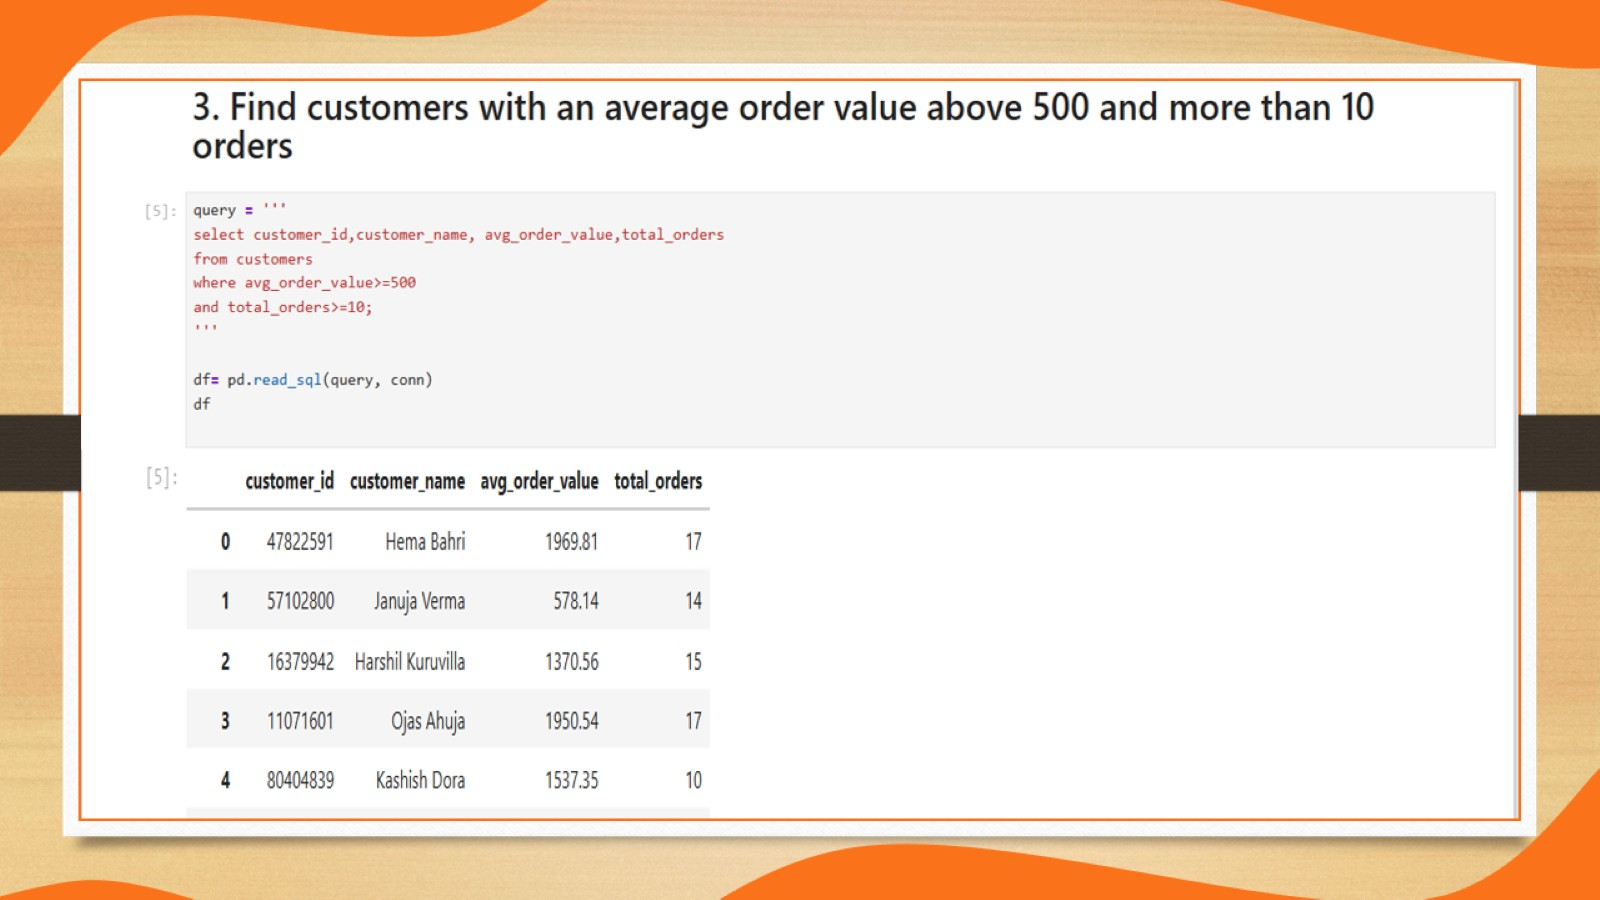 3. Find customers with an average order value above 500 and more than 10
orders
[5]: query = '''
select customer_id,customer_name, avg_order_value,total_orders
from customers
where avg_order_value>=500
and total_orders>=10;
'''
df= pd.read_sql(query, conn)
df
[5]: customer_id customer_name avg_order_value total_orders
0 47822591 Hema Bahri 1969.81 17
1 57102800 Januja Verma 578.14 14
2 16379942 Harshil Kuruvilla 1370.56 15
3 11071601 Ojas Ahuja 1950.54 17
4 80404839 Kashish Dora 1537.35 10